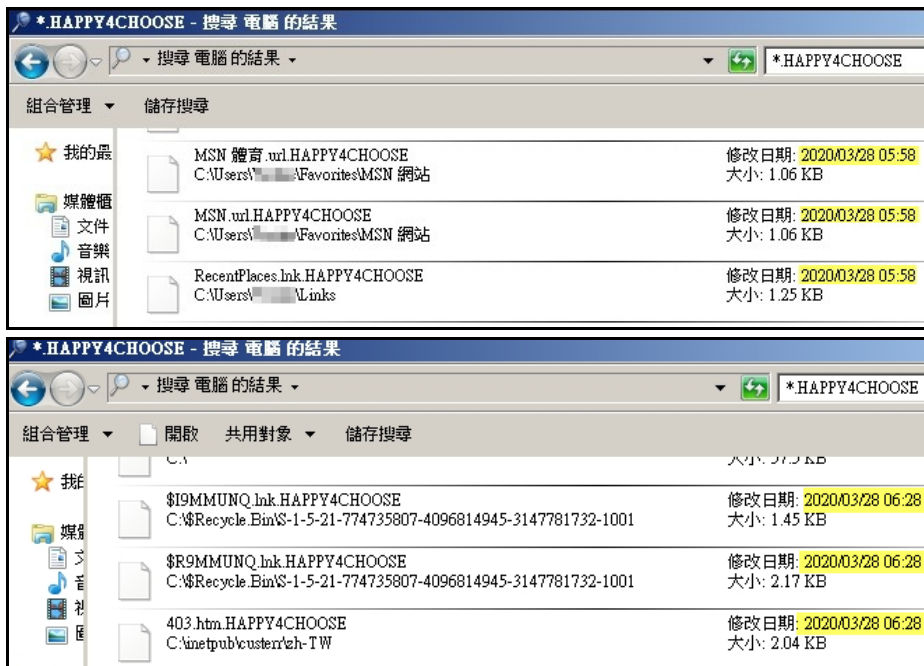 *.HAPPY4CHOOSE - 搜尋 電腦 的結果
搜尋 電腦 的結果
*.HAPPY4CHOOSE
組合管理 儲存搜尋
我的最
媒體櫃
文件
音樂
視訊
圖片
MSN 體育.url.HAPPY4CHOOSE
C:\Users\ \Favorites\MSN 網站
修改日期: 2020/03/28 05:58
大小: 1.06 KB
MSN.url.HAPPY4CHOOSE
C:\Users\ \Favorites\MSN 網站
修改日期: 2020/03/28 05:58
大小: 1.06 KB
RecentPlaces.lnk.HAPPY4CHOOSE
C:\Users\ \Links
修改日期: 2020/03/28 05:58
大小: 1.25 KB
*.HAPPY4CHOOSE - 搜尋 電腦 的結果
搜尋 電腦 的結果
*.HAPPY4CHOOSE
組合管理 開啟 共用對象 儲存搜尋
C:\
$I9MMUNQ.lnk.HAPPY4CHOOSE
C:\$Recycle.Bin\S-1-5-21-774735807-4096814945-3147781732-1001
修改日期: 2020/03/28 06:28
大小: 1.45 KB
$R9MMUNQ.lnk.HAPPY4CHOOSE
C:\$Recycle.Bin\S-1-5-21-774735807-4096814945-3147781732-1001
修改日期: 2020/03/28 06:28
大小: 2.17 KB
403.htm.HAPPY4CHOOSE
C:\inetpub\custerr\zh-TW
修改日期: 2020/03/28 06:28
大小: 2.04 KB